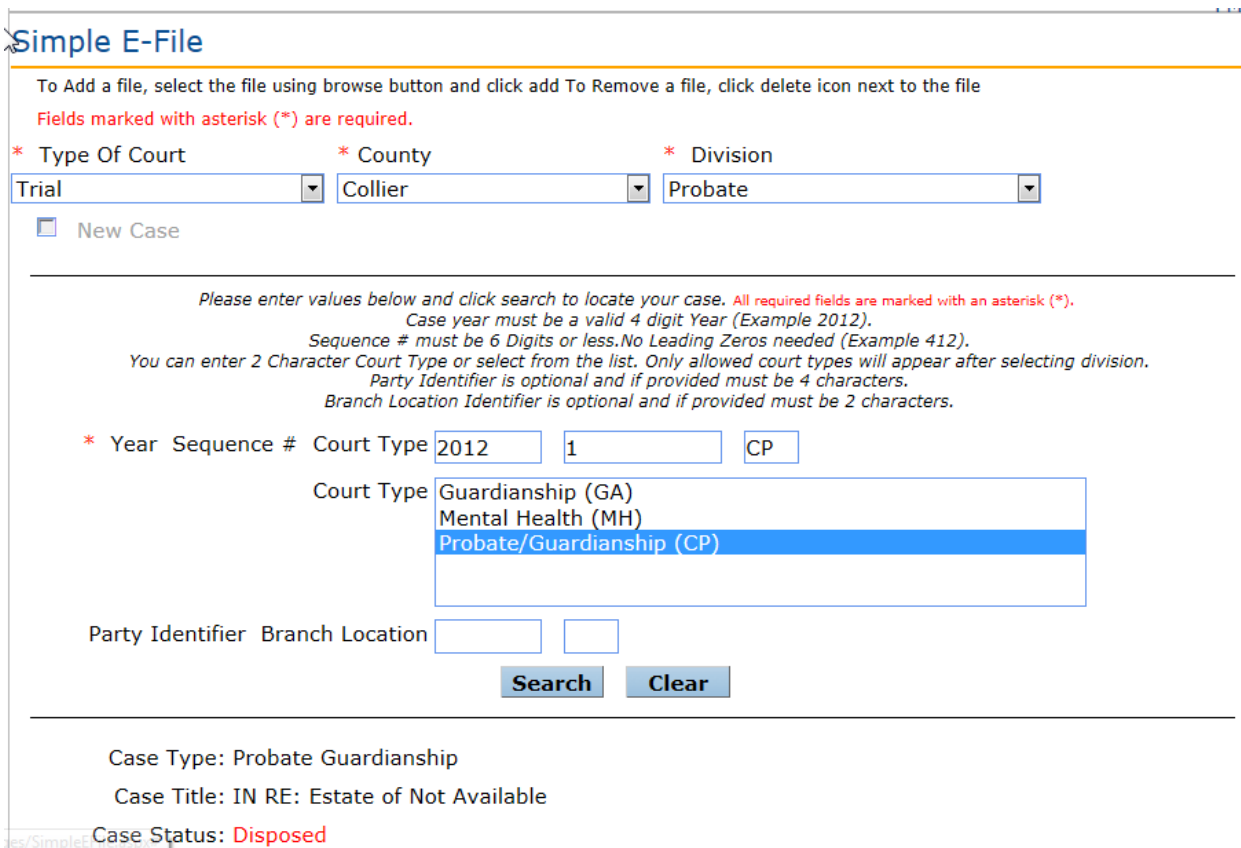 Simple E-File
To Add a file, select the file using browse button and click add To Remove a file, click delete icon next to the file
Fields marked with asterisk (*) are required.
* Type Of Court * County * Division
Trial Collier Probate
New Case
Please enter values below and click search to locate your case. All required fields are marked with an asterisk (*).
Case year must be a valid 4 digit Year (Example 2012).
Sequence # must be 6 Digits or less.No Leading Zeros needed (Example 412).
You can enter 2 Character Court Type or select from the list. Only allowed court types will appear after selecting division.
Party Identifier is optional and if provided must be 4 characters.
Branch Location Identifier is optional and if provided must be 2 characters.
* Year Sequence # Court Type 2012 1 CP
Court Type Guardianship (GA)
Mental Health (MH)
Probate/Guardianship (CP)
Party Identifier Branch Location
Search Clear
Case Type: Probate Guardianship
Case Title: IN RE: Estate of Not Available
Case Status: Disposed